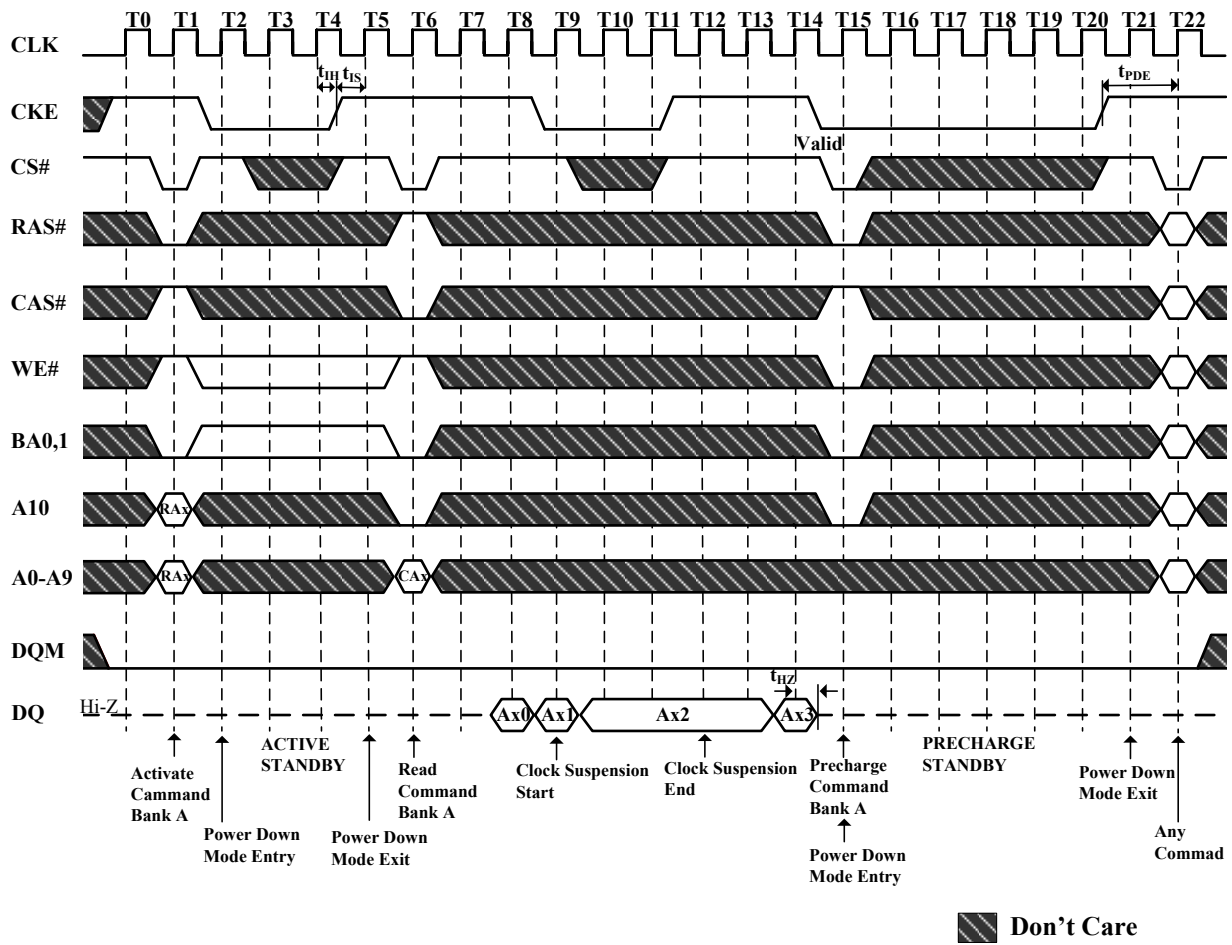 T0 T1 T2 T3 T4 T5 T6 T7 T8 T9 T10 T11 T12 T13 T14 T15 T16 T17 T18 T19 T20 T21 T22
CLK
tIH tIS
tPDE
CKE
Valid
CS#
RAS#
CAS#
WE#
BA0,1
A10
RAx
A0-A9
RAx
CAx
DQM
tHZ
DQ
Hi-Z
Ax0
Ax1
Ax2
Ax3
Activate
Cammand
Bank A
Power Down
Mode Entry
ACTIVE
STANDBY
Power Down
Mode Exit
Read
Command
Bank A
Clock Suspension
Start
Clock Suspension
End
Precharge
Command
Bank A
Power Down
Mode Entry
PRECHARGE
STANDBY
Power Down
Mode Exit
Any
Commad
Don't Care